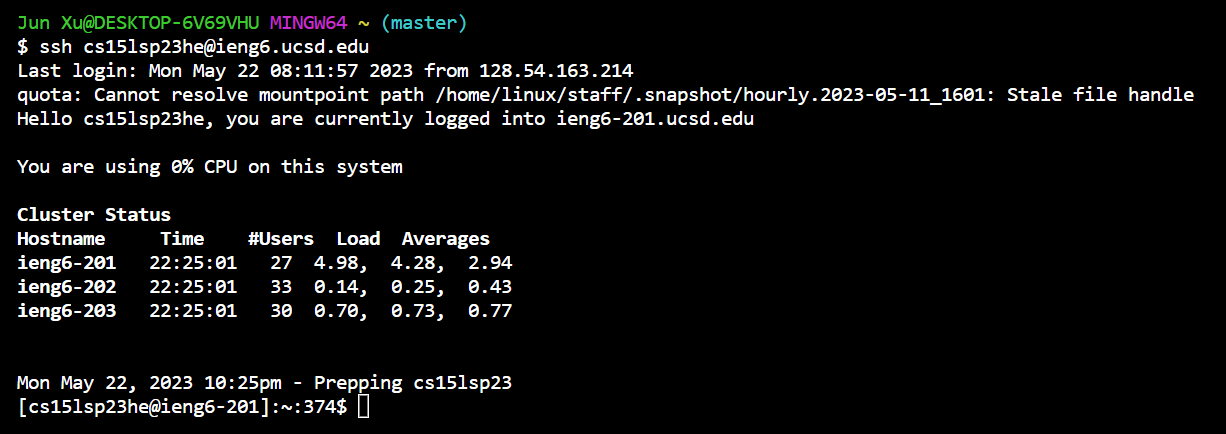 Jun Xu@DESKTOP-6V69VHU MINGW64 ~ (master)
$ ssh cs15lsp23he@ieng6.ucsd.edu
Last login: Mon May 22 08:11:57 2023 from 128.54.163.214
quota: Cannot resolve mountpoint path /home/linux/staff/.snapshot/hourly.2023-05-11_1601: Stale file handle
Hello cs15lsp23he, you are currently logged into ieng6-201.ucsd.edu
You are using 0% CPU on this system
Cluster Status
Hostname     Time    #Users  Load  Averages
ieng6-201   22:25:01   27  4.98,  4.28,  2.94
ieng6-202   22:25:01   33  0.14,  0.25,  0.43
ieng6-203   22:25:01   30  0.70,  0.73,  0.77
Mon May 22, 2023 10:25pm - Prepping cs15lsp23
[cs15lsp23he@ieng6-201]:~:374$